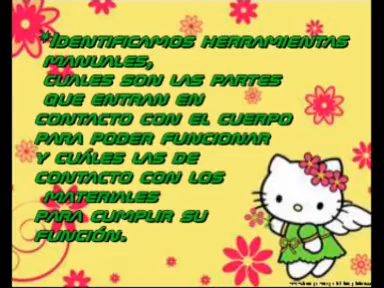 *Identificamos herramientas
manuales,
cuales son las partes
que entran en
contacto con el cuerpo
para poder funcionar
y cuáles las de
contacto con los
materiales
para cumplir su
función.